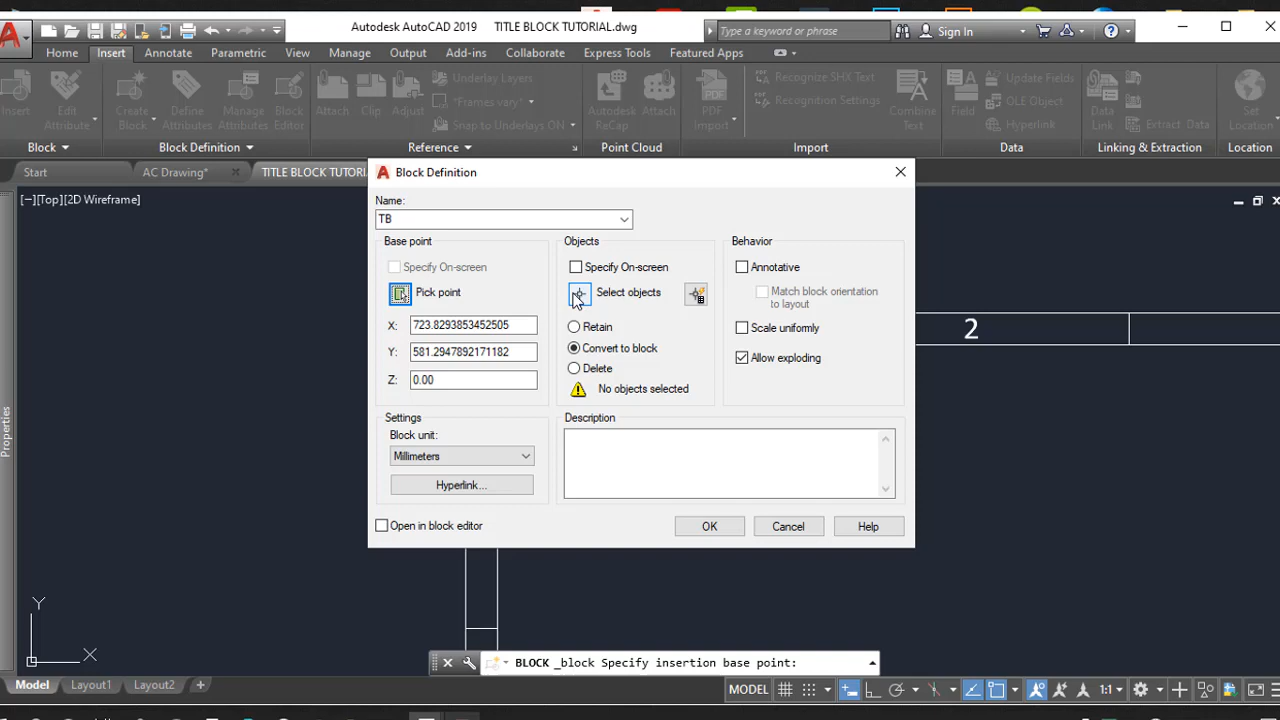 Autodesk AutoCAD 2019 TITLE BLOCK TUTORIAL.dwg
Type a keyword or phrase
Sign In
Home Insert Annotate Parametric View Manage Output Add-ins Collaborate Express Tools Featured Apps
Insert
Edit
Attribute
Create
Block
Define
Attributes
Manage
Attributes
Block
Editor
Attach
Clip
Adjust
Underlay Layers
*Frames vary*
Snap to Underlays ON
Autodesk
ReCap
Attach
PDF
Import
Recognize SHX Text
Recognition Settings
Combine
Text
Field
Update Fields
OLE Object
Hyperlink
Data
Link
Extract Data
Set
Location
Block
Block Definition
Reference
Point Cloud
Import
Data
Linking & Extraction
Location
Start
AC Drawing*
TITLE BLOCK TUTORI
[−][Top][2D Wireframe]
Block Definition
Name:
TB
Base point
Specify On-screen
Pick point
X: 723.8293853452505
Y: 581.2947892171182
Z: 0.00
Objects
Specify On-screen
Select objects
Retain
Convert to block
Delete
No objects selected
Behavior
Annotative
Match block orientation
to layout
Scale uniformly
Allow exploding
Settings
Block unit:
Millimeters
Hyperlink...
Description
Open in block editor
OK
Cancel
Help
2
Properties
Y
X
BLOCK _block Specify insertion base point:
Model Layout1 Layout2 +
MODEL
1:1